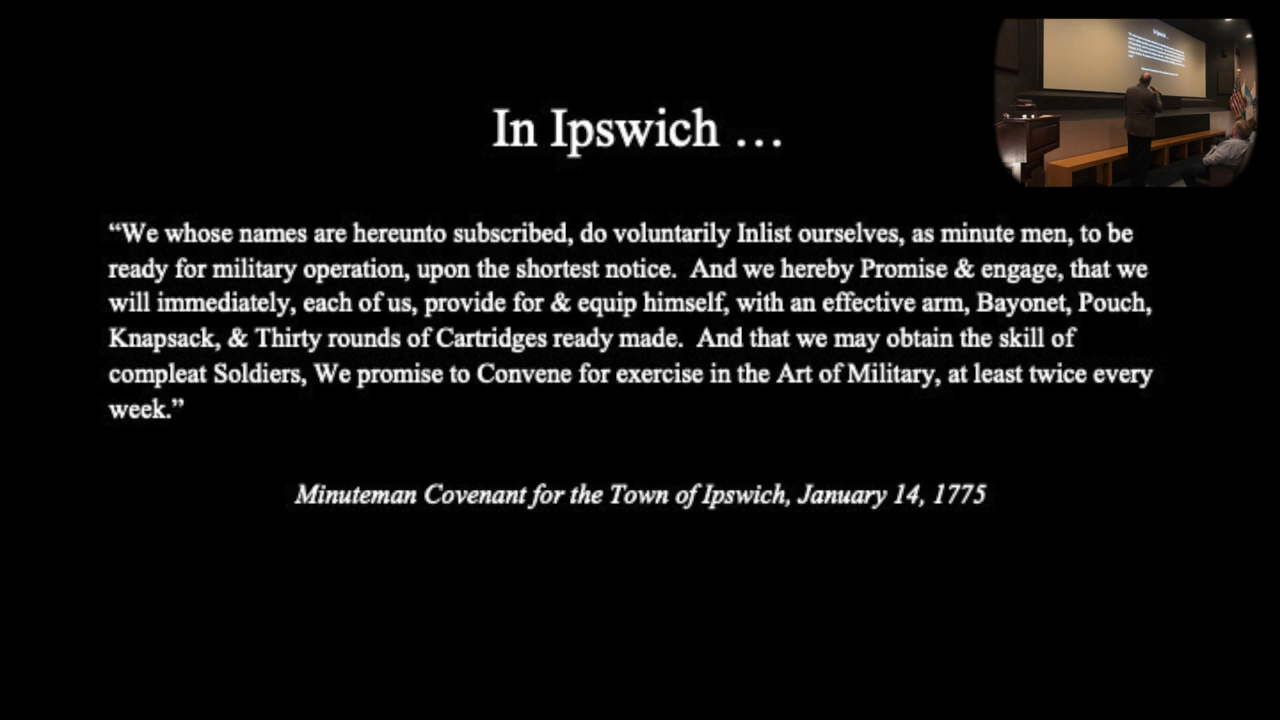 In Ipswich …
“We whose names are hereunto subscribed, do voluntarily Inlist ourselves, as minute men, to be
ready for military operation, upon the shortest notice.  And we hereby Promise & engage, that we
will immediately, each of us, provide for & equip himself, with an effective arm, Bayonet, Pouch,
Knapsack, & Thirty rounds of Cartridges ready made.  And that we may obtain the skill of
compleat Soldiers, We promise to Convene for exercise in the Art of Military, at least twice every
week.”
Minuteman Covenant for the Town of Ipswich, January 14, 1775